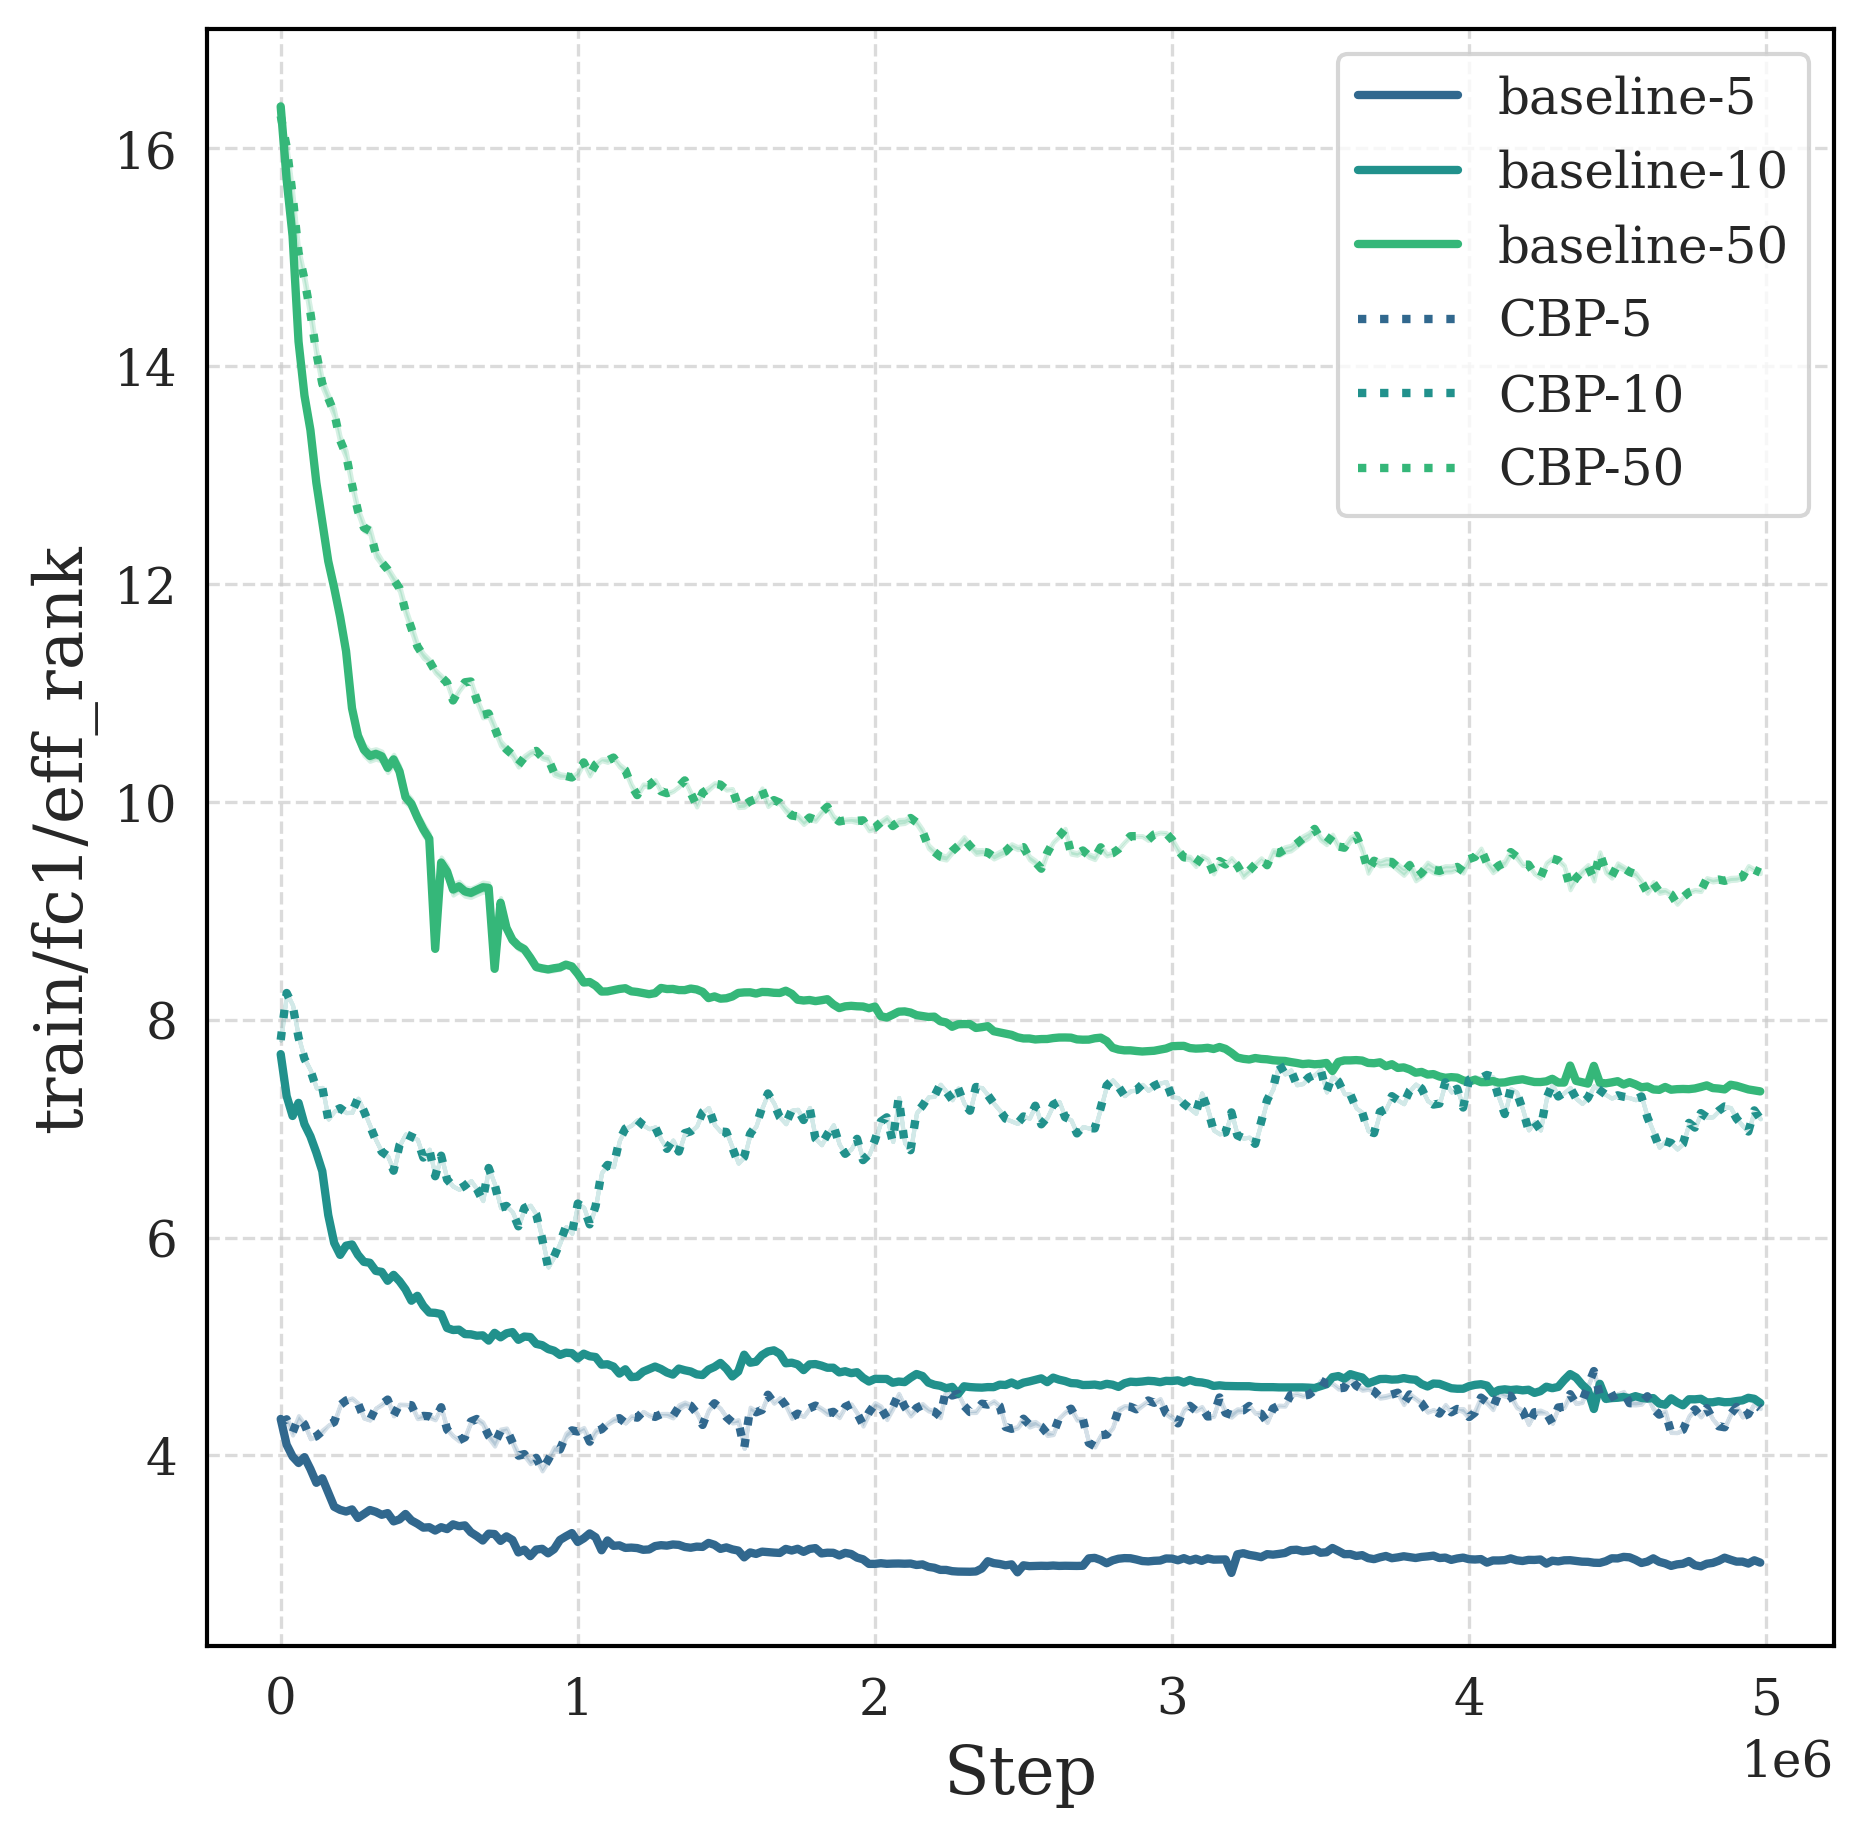 train/fc1/eff_rank
16
14
12
10
8
6
4
0 1 2 3 4 5
1e6
Step
baseline-5
baseline-10
baseline-50
CBP-5
CBP-10
CBP-50